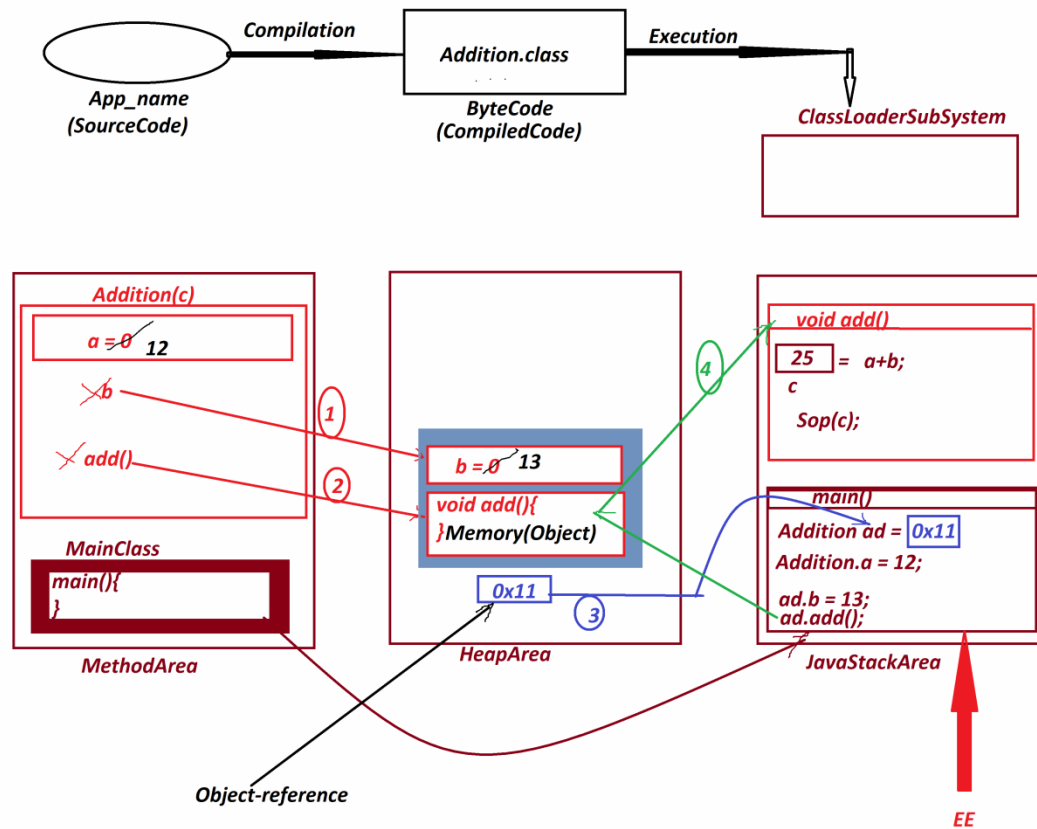 Compilation
Execution
Addition.class
App_name
(SourceCode)
ByteCode
(CompiledCode)
ClassLoaderSubSystem
Addition(c)
a = 0 12
b
add()
MainClass
main(){
}
MethodArea
1
2
b = 0 13
void add(){
}Memory(Object)
0x11
3
HeapArea
4
void add()
25 = a+b;
c
Sop(c);
main()
Addition ad = 0x11
Addition.a = 12;
ad.b = 13;
ad.add();
JavaStackArea
Object-reference
EE